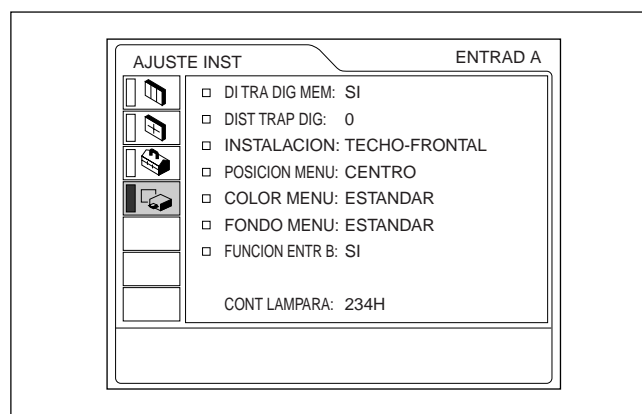 AJUSTE INST ENTRAD A
DI TRA DIG MEM: SI
DIST TRAP DIG: 0
INSTALACION: TECHO-FRONTAL
POSICION MENU: CENTRO
COLOR MENU: ESTANDAR
FONDO MENU: ESTANDAR
FUNCION ENTR B: SI
CONT LAMPARA: 234H